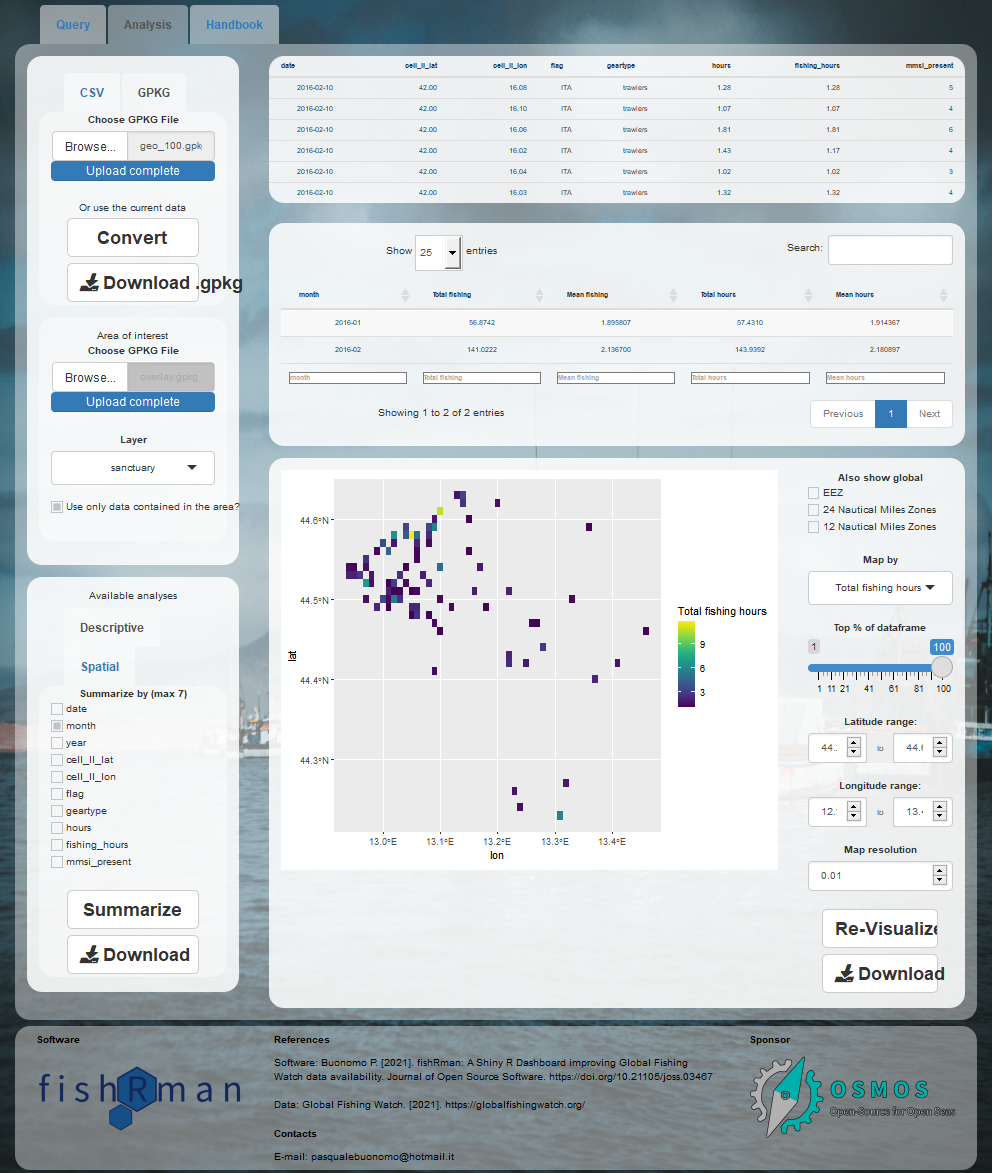 Query Analysis Handbook
CSV GPKG
Choose GPKG File
Browse... geo_100.gpk
Upload complete
Or use the current data
Convert
Download .gpkg
Area of interest
Choose GPKG File
Browse... overlay.gpkg
Upload complete
Layer
sanctuary
Use only data contained in the area?
Available analyses
Descriptive
Spatial
Summarize by (max 7)
date
month
year
cell_ll_lat
cell_ll_lon
flag
geartype
hours
fishing_hours
mmsi_present
Summarize
Download
date cell_ll_lat cell_ll_lon flag geartype hours fishing_hours mmsi_present
2016-02-10 42.00 16.08 ITA trawlers 1.28 1.28 5
2016-02-10 42.00 16.10 ITA trawlers 1.07 1.07 4
2016-02-10 42.00 16.06 ITA trawlers 1.81 1.81 6
2016-02-10 42.00 16.02 ITA trawlers 1.43 1.17 4
2016-02-10 42.00 16.04 ITA trawlers 1.02 1.02 3
2016-02-10 42.00 16.03 ITA trawlers 1.32 1.32 4
Show 25 entries Search:
month Total fishing Mean fishing Total hours Mean hours
2016-01 56.8742 1.895807 57.4310 1.914367
2016-02 141.0222 2.136700 143.9392 2.180897
month Total fishing Mean fishing Total hours Mean hours
Showing 1 to 2 of 2 entries Previous 1 Next
44.6°N
44.5°N
44.4°N
44.3°N
lat
13.0°E 13.1°E 13.2°E 13.3°E 13.4°E
lon
Total fishing hours
9
6
3
Also show global
EEZ
24 Nautical Miles Zones
12 Nautical Miles Zones
Map by
Total fishing hours
Top % of dataframe
1 100
1 11 21 41 61 81 100
Latitude range:
44. to 44.
Longitude range:
12. to 13.
Map resolution
0.01
Re-Visualize
Download
Software
fishRman
References
Software: Buonomo P. [2021]. fishRman: A Shiny R Dashboard improving Global Fishing
Watch data availability. Journal of Open Source Software. https://doi.org/10.21105/joss.03467
Data: Global Fishing Watch. [2021]. https://globalfishingwatch.org/
Contacts
E-mail: pasqualebuonomo@hotmail.it
Sponsor
OSMOS
Open-Source for Open Seas